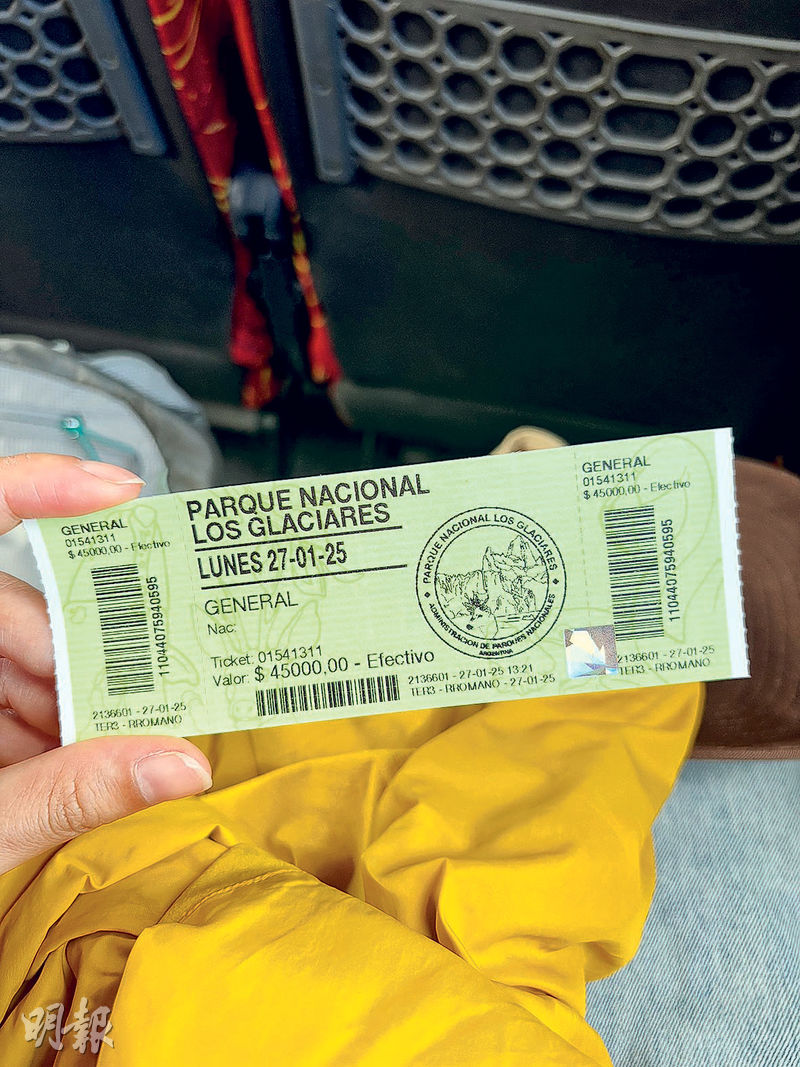 GENERAL
01541311
$ 45000,00 - Efectivo
11044075940595
2136601 - 27-01-25
TER3 - RROMANO
PARQUE NACIONAL
LOS GLACIARES
LUNES 27-01-25
GENERAL
Nac:
Ticket: 01541311
Valor: $ 45000,00 - Efectivo
2136601 - 27-01-25 13:21
TER3 - RROMANO - 27-01-25
PARQUE NACIONAL LOS GLACIARES
ADMINISTRACION DE PARQUES NACIONALES
ARGENTINA
GENERAL
01541311
$ 45000,00 - Efectivo
11044075940595
2136601 - 27-01-25
TER3 - RROMANO
明報